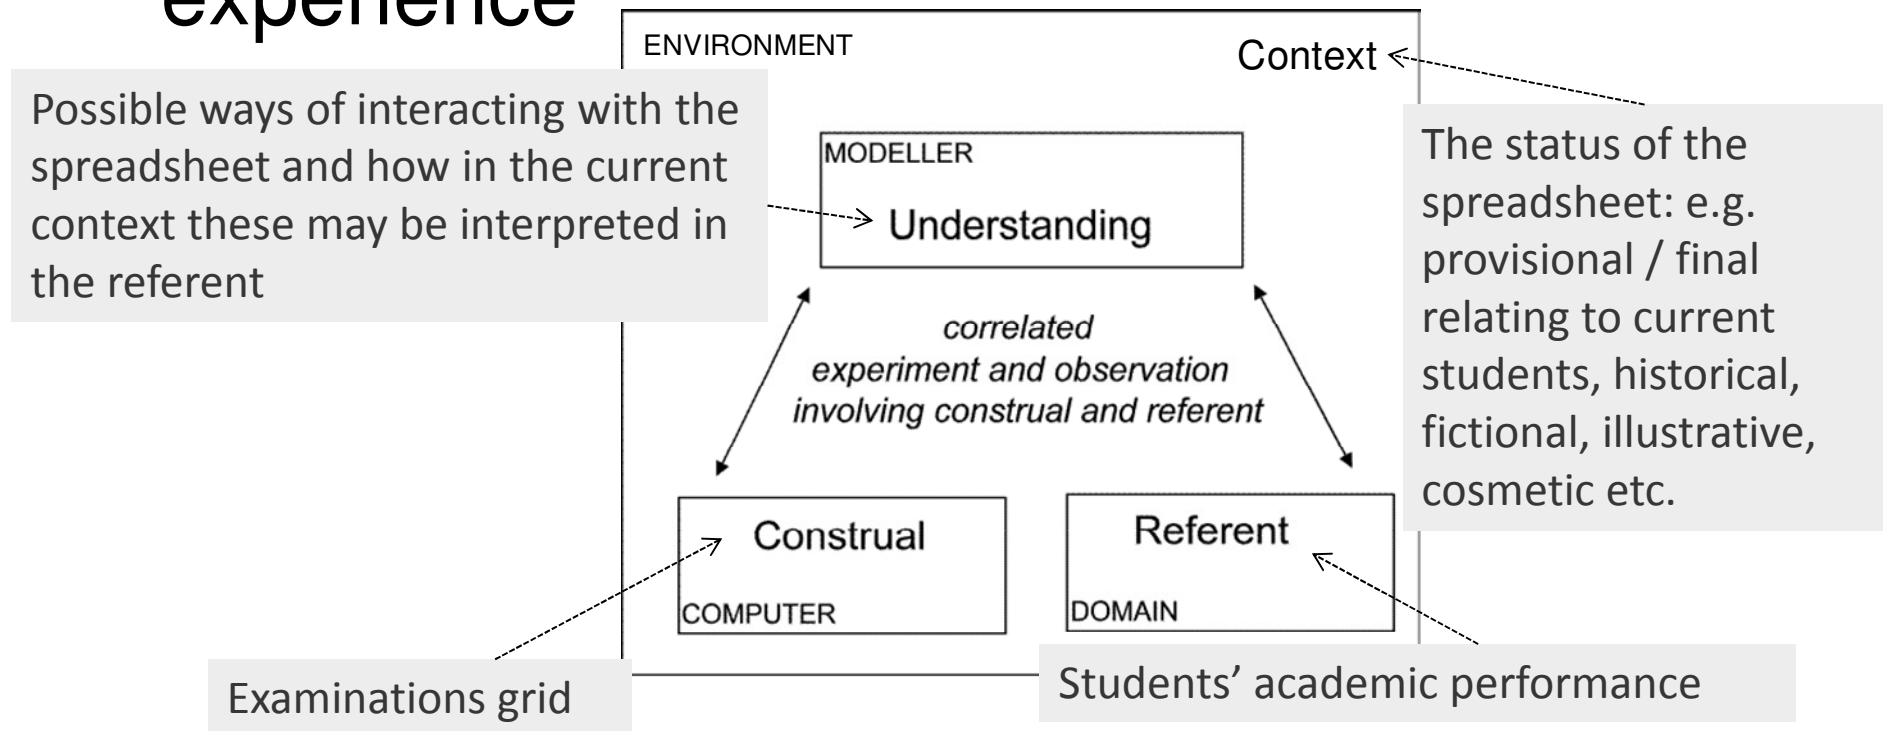 experience
ENVIRONMENT
Context
Possible ways of interacting with the
spreadsheet and how in the current
context these may be interpreted in
the referent
MODELLER
Understanding
The status of the
spreadsheet: e.g.
provisional / final
relating to current
students, historical,
fictional, illustrative,
cosmetic etc.
correlated
experiment and observation
involving construal and referent
Construal
COMPUTER
Referent
DOMAIN
Examinations grid
Students’ academic performance